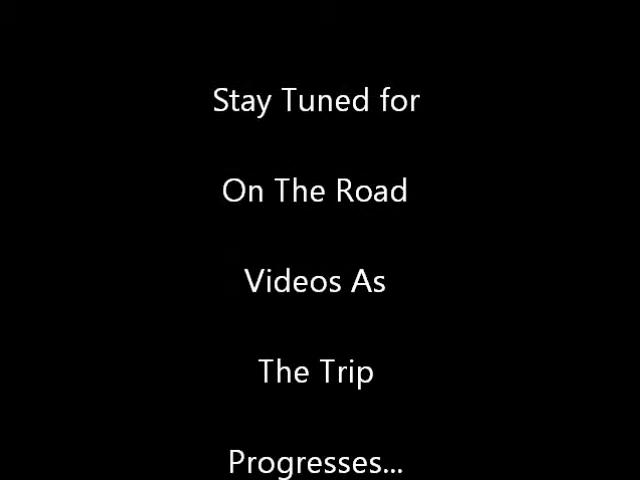 Stay Tuned for
On The Road
Videos As
The Trip
Progresses...